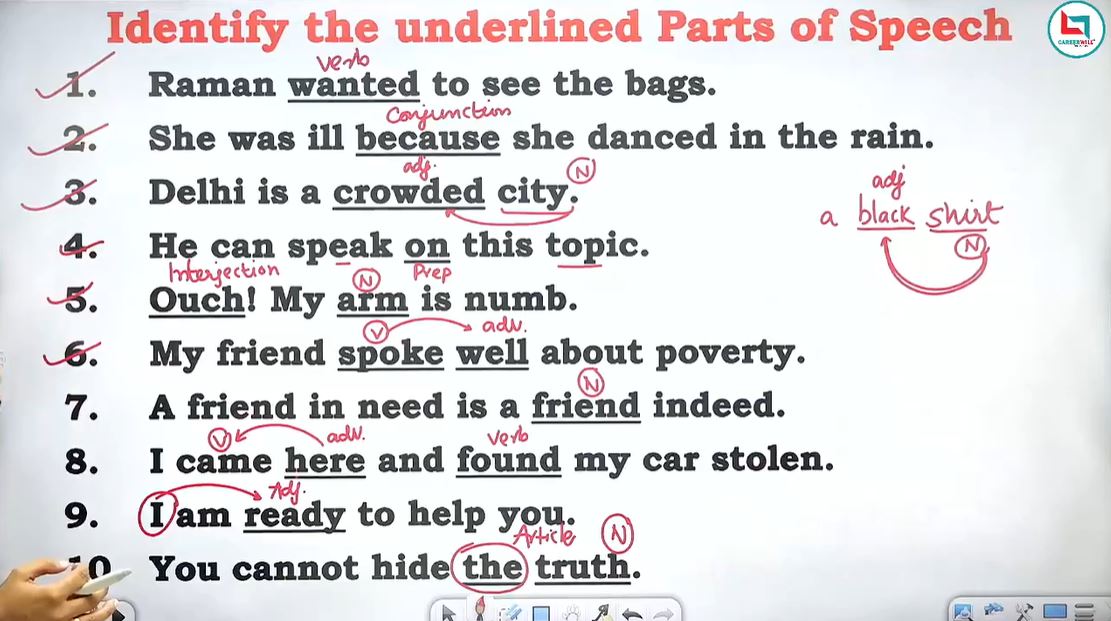 Identify the underlined Parts of Speech
CAREERWILL
verb
1. Raman wanted to see the bags.
Conjunction
2. She was ill because she danced in the rain.
adj. N
3. Delhi is a crowded city.
adj
a black shirt
N
4. He can speak on this topic.
Interjection N Prep
5. Ouch! My arm is numb.
V adv.
6. My friend spoke well about poverty.
N
7. A friend in need is a friend indeed.
V adv. verb
8. I came here and found my car stolen.
Adj.
9. I am ready to help you.
Article N
10 You cannot hide the truth.